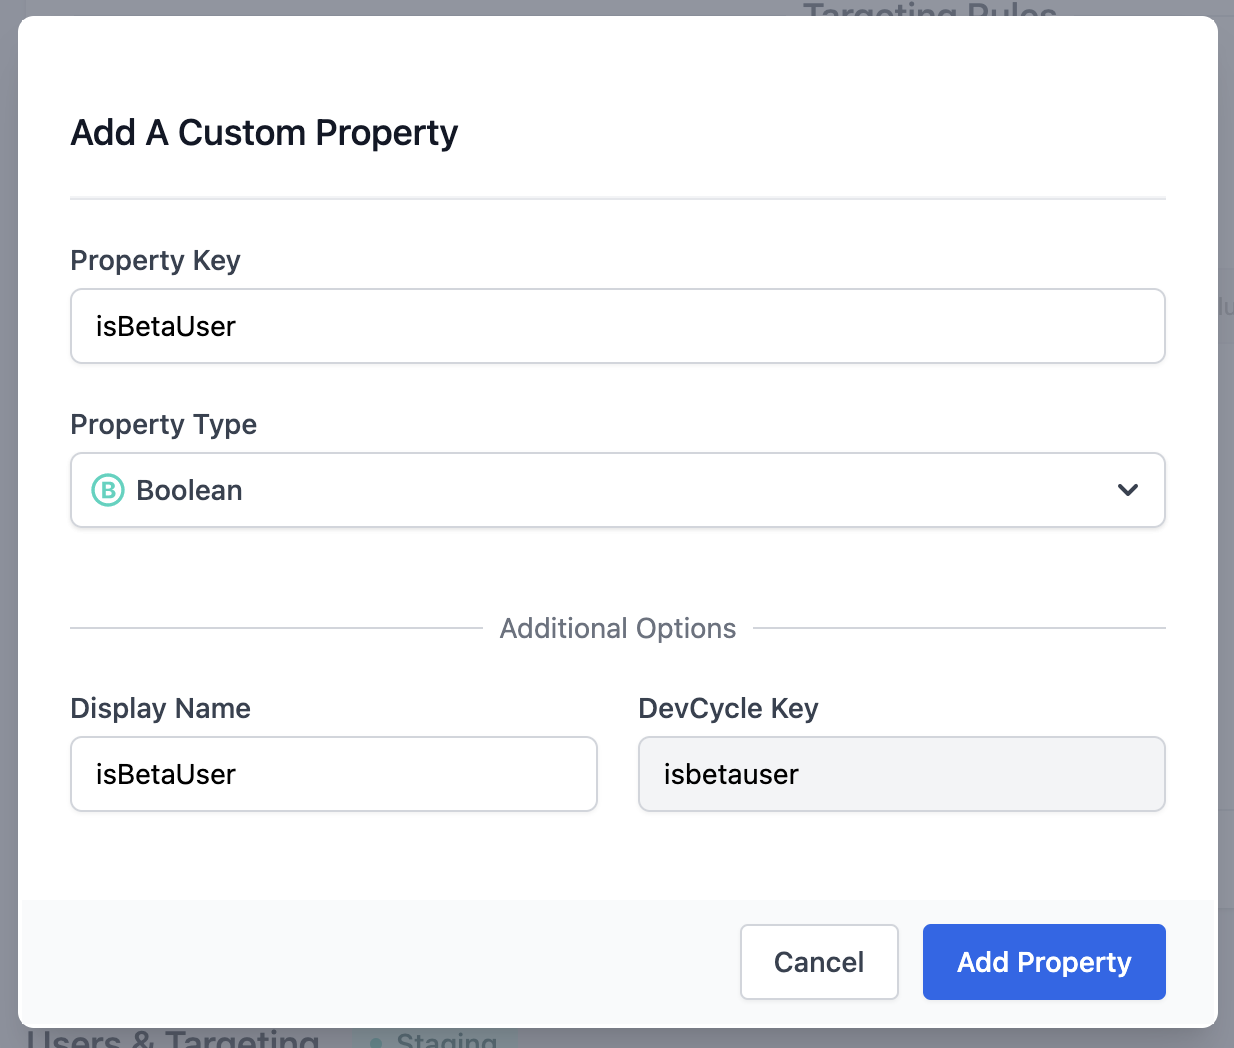 Targeting Rules
Add A Custom Property
Property Key
isBetaUser
Property Type
B Boolean
Additional Options
Display Name
DevCycle Key
isBetaUser
isbetauser
Cancel
Add Property
Users & Targeting
Staging